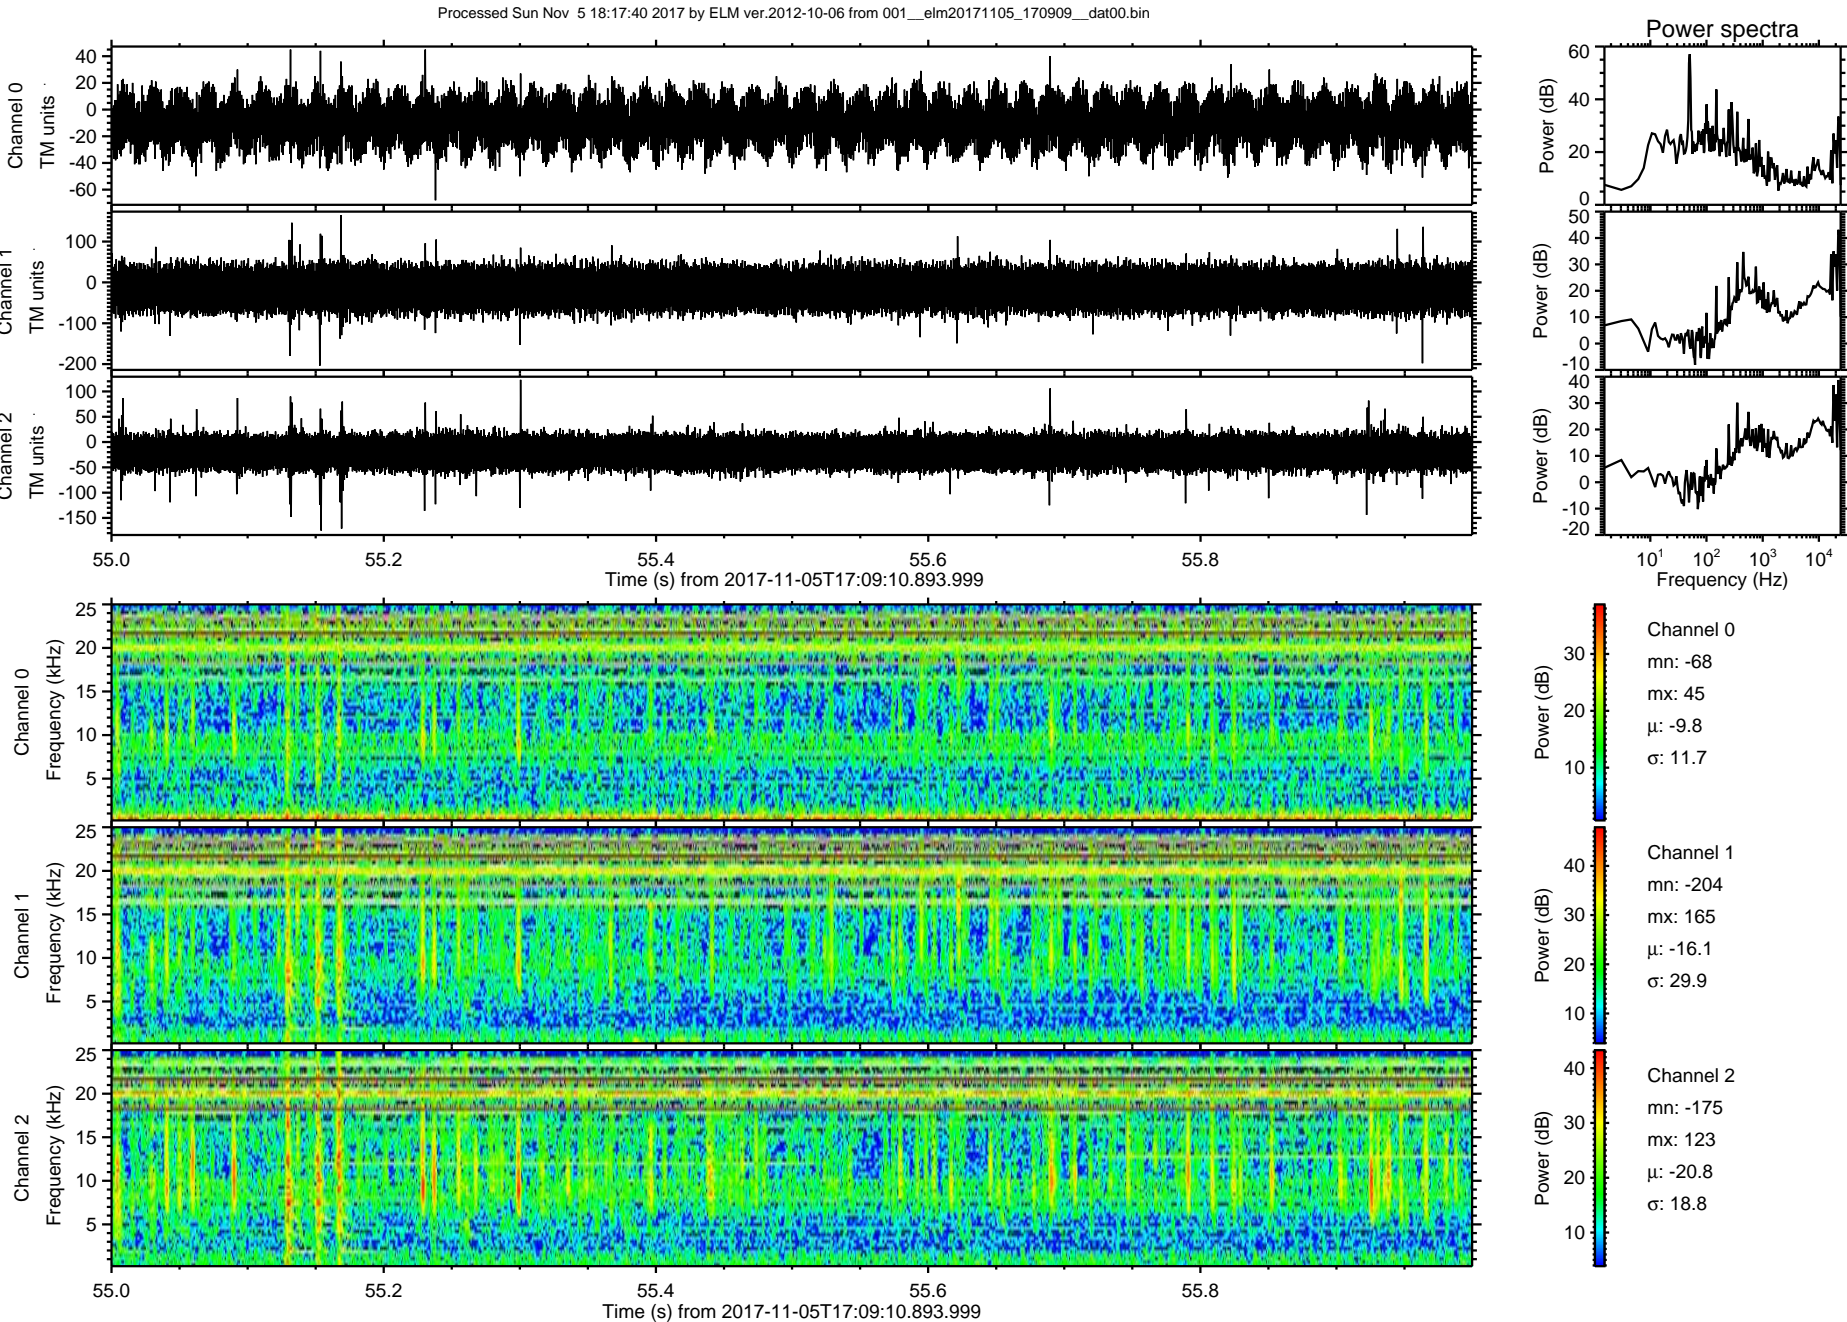 Processed Sun Nov 5 18:17:40 2017 by ELM ver.2012-10-06 from 001__elm20171105_170909__dat00.bin
Power spectra
Channel 0
TM units
40
20
0
-20
-40
-60
Power (dB)
60
40
20
0
Channel 1
TM units
100
0
-100
-200
Power (dB)
50
40
30
20
10
0
-10
Channel 2
TM units
100
50
0
-50
-100
-150
Power (dB)
40
30
20
10
0
-10
-20
55.0 55.2 55.4 55.6 55.8
Time (s) from 2017-11-05T17:09:10.893.999
10^1 10^2 10^3 10^4
Frequency (Hz)
Channel 0
Frequency (kHz)
25
20
15
10
5
Power (dB)
30
20
10
Channel 0
mn: -68
mx: 45
μ: -9.8
σ: 11.7
Channel 1
Frequency (kHz)
25
20
15
10
5
Power (dB)
40
30
20
10
Channel 1
mn: -204
mx: 165
μ: -16.1
σ: 29.9
Channel 2
Frequency (kHz)
25
20
15
10
5
Power (dB)
40
30
20
10
Channel 2
mn: -175
mx: 123
μ: -20.8
σ: 18.8
55.0 55.2 55.4 55.6 55.8
Time (s) from 2017-11-05T17:09:10.893.999